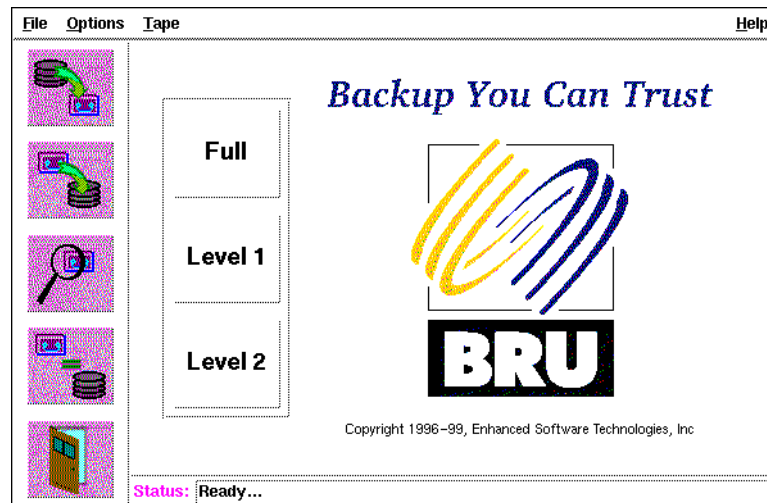 File Options Tape Help
Backup You Can Trust
Full
Level 1
Level 2
BRU
Copyright 1996-99, Enhanced Software Technologies, Inc
Status: Ready...